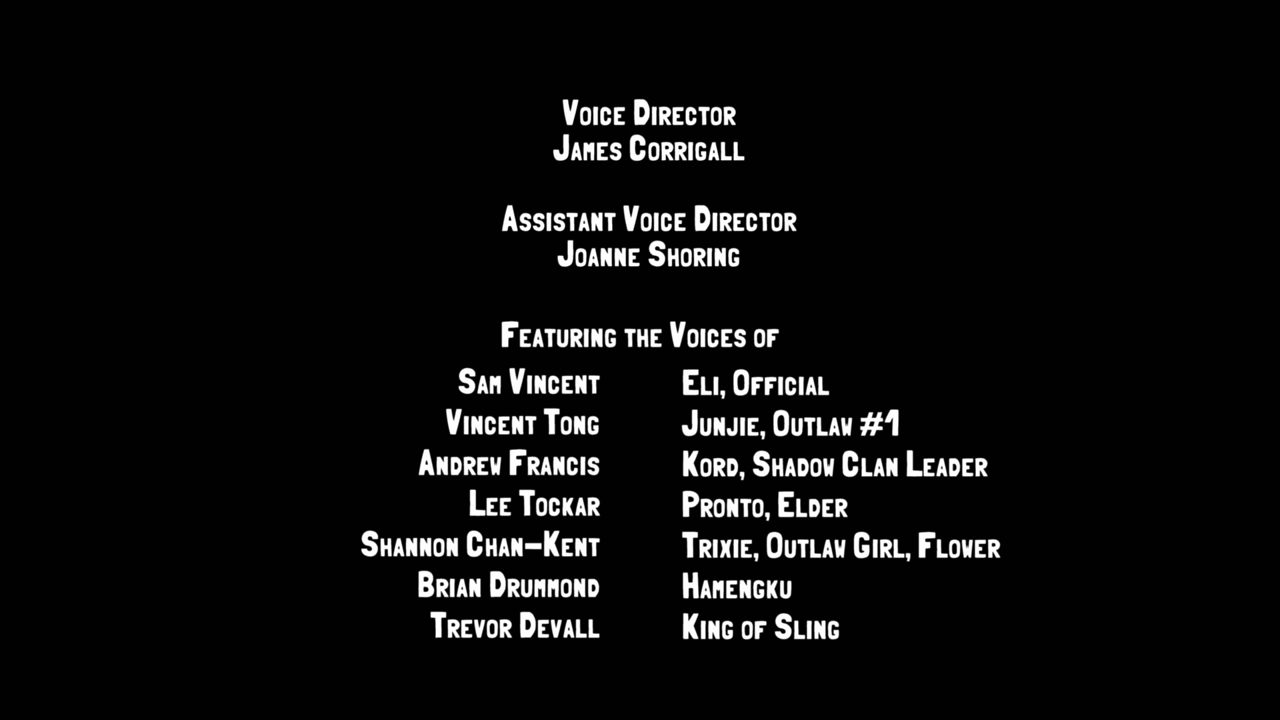 Voice Director
James Corrigall
Assistant Voice Director
Joanne Shoring
Featuring the Voices of
Sam Vincent Eli, Official
Vincent Tong Junjie, Outlaw #1
Andrew Francis Kord, Shadow Clan Leader
Lee Tockar Pronto, Elder
Shannon Chan-Kent Trixie, Outlaw Girl, Flower
Brian Drummond Hamengku
Trevor Devall King of Sling